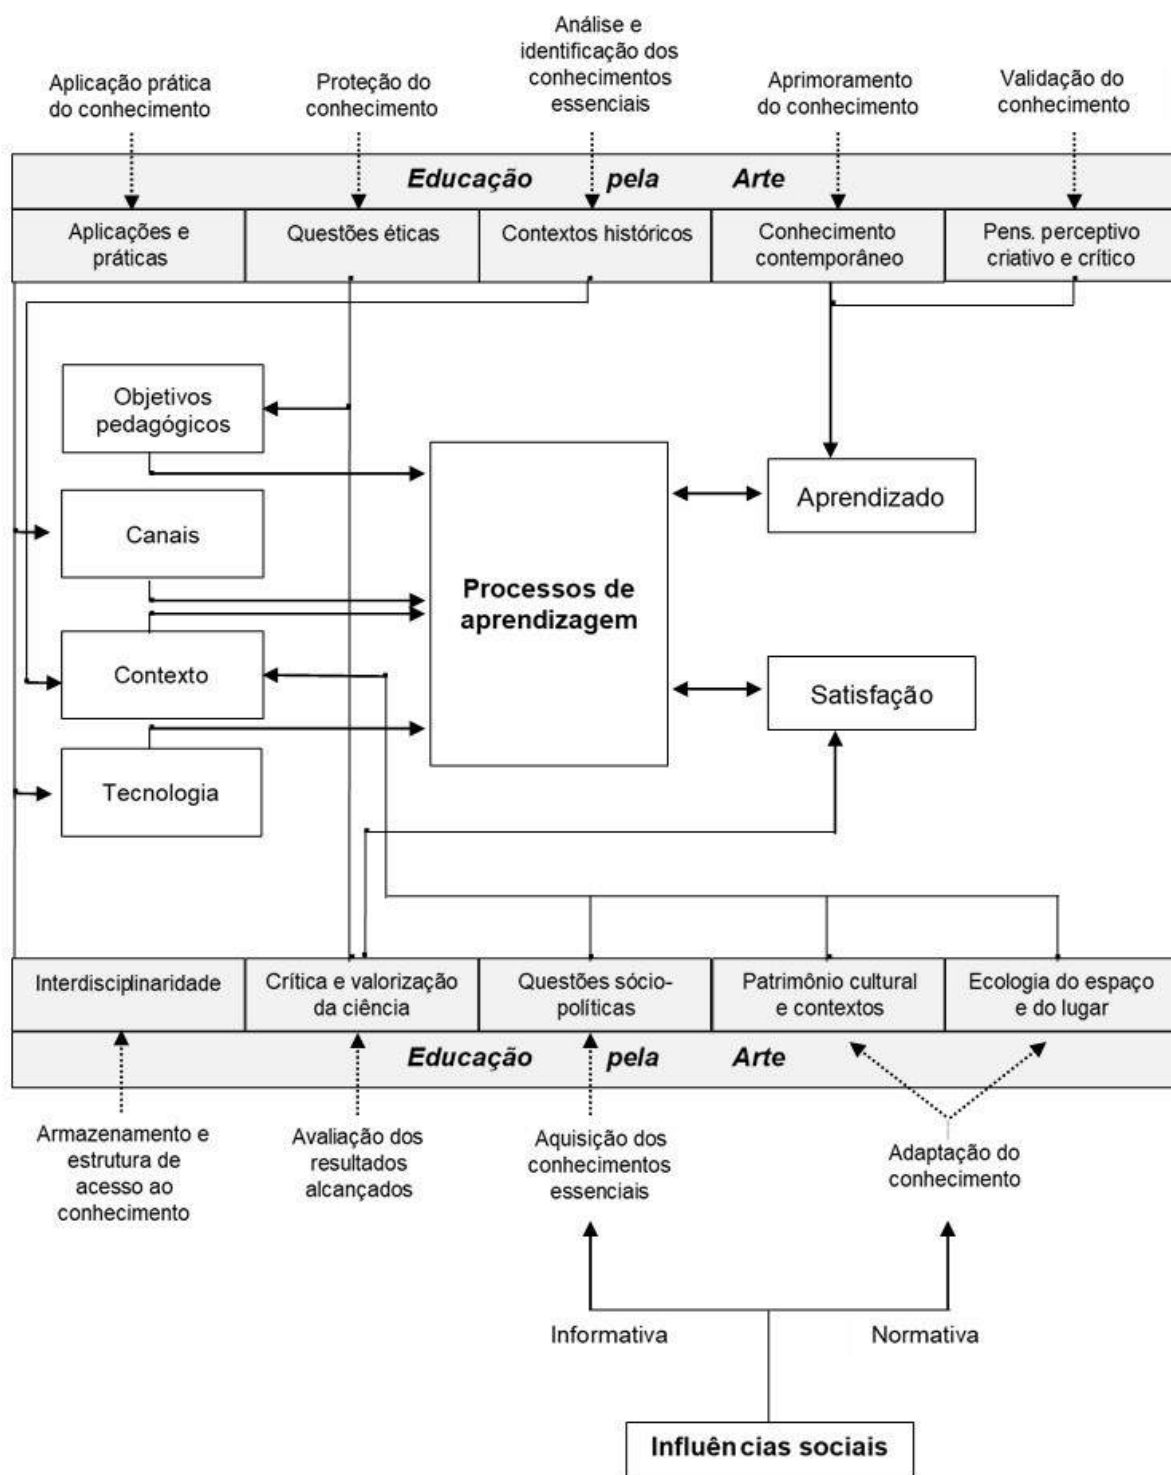 Aplicação prática
do conhecimento
Proteção do
conhecimento
Análise e
identificação dos
conhecimentos
essenciais
Aprimoramento
do conhecimento
Validação do
conhecimento
Educação pela Arte
Aplicações e
práticas
Questões éticas
Contextos históricos
Conhecimento
contemporâneo
Pens. perceptivo
criativo e crítico
Objetivos
pedagógicos
Canais
Contexto
Tecnologia
Processos de
aprendizagem
Aprendizado
Satisfação
Interdisciplinaridade
Crítica e valorização
da ciência
Questões sócio-
políticas
Patrimônio cultural
e contextos
Ecologia do espaço
e do lugar
Educação pela Arte
Armazenamento e
estrutura de
acesso ao
conhecimento
Avaliação dos
resultados
alcançados
Aquisição dos
conhecimentos
essenciais
Adaptação do
conhecimento
Informativa
Normativa
Influências sociais